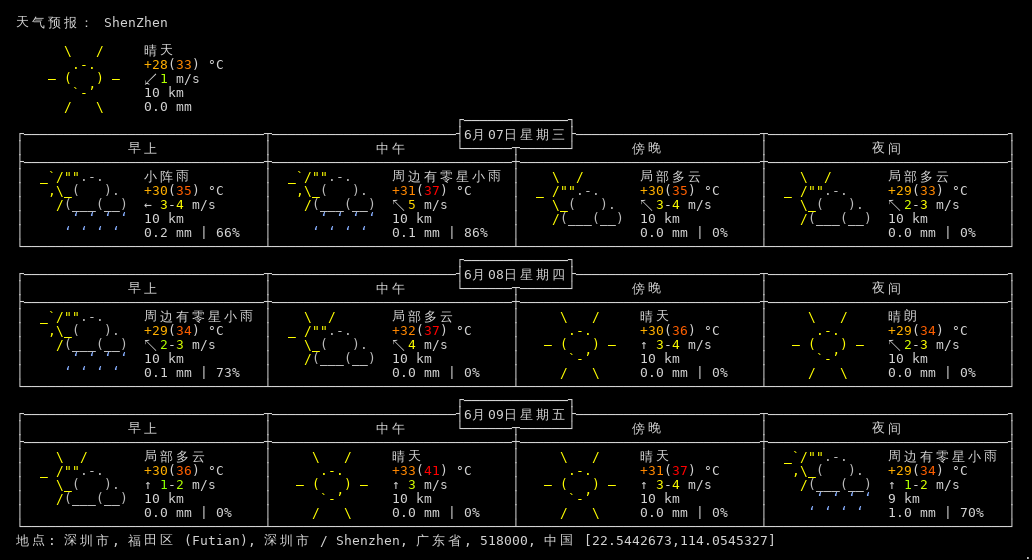 天气预报： ShenZhen
晴天
+28(33) °C
↙ 1 m/s
10 km
0.0 mm
6月07日星期三
早上 中午 傍晚 夜间
小阵雨 周边有零星小雨 局部多云 局部多云
+30(35) °C +31(37) °C +30(35) °C +29(33) °C
← 3-4 m/s ↖ 5 m/s ↖ 3-4 m/s ↖ 2-3 m/s
10 km 10 km 10 km 10 km
0.2 mm | 66% 0.1 mm | 86% 0.0 mm | 0% 0.0 mm | 0%
6月08日星期四
早上 中午 傍晚 夜间
周边有零星小雨 局部多云 晴天 晴朗
+29(34) °C +32(37) °C +30(36) °C +29(34) °C
↖ 2-3 m/s ↖ 4 m/s ↑ 3-4 m/s ↖ 2-3 m/s
10 km 10 km 10 km 10 km
0.1 mm | 73% 0.0 mm | 0% 0.0 mm | 0% 0.0 mm | 0%
6月09日星期五
早上 中午 傍晚 夜间
局部多云 晴天 晴天 周边有零星小雨
+30(36) °C +33(41) °C +31(37) °C +29(34) °C
↑ 1-2 m/s ↑ 3 m/s ↑ 3-4 m/s ↑ 1-2 m/s
10 km 10 km 10 km 9 km
0.0 mm | 0% 0.0 mm | 0% 0.0 mm | 0% 1.0 mm | 70%
地点: 深圳市, 福田区 (Futian), 深圳市 / Shenzhen, 广东省, 518000, 中国 [22.5442673,114.0545327]